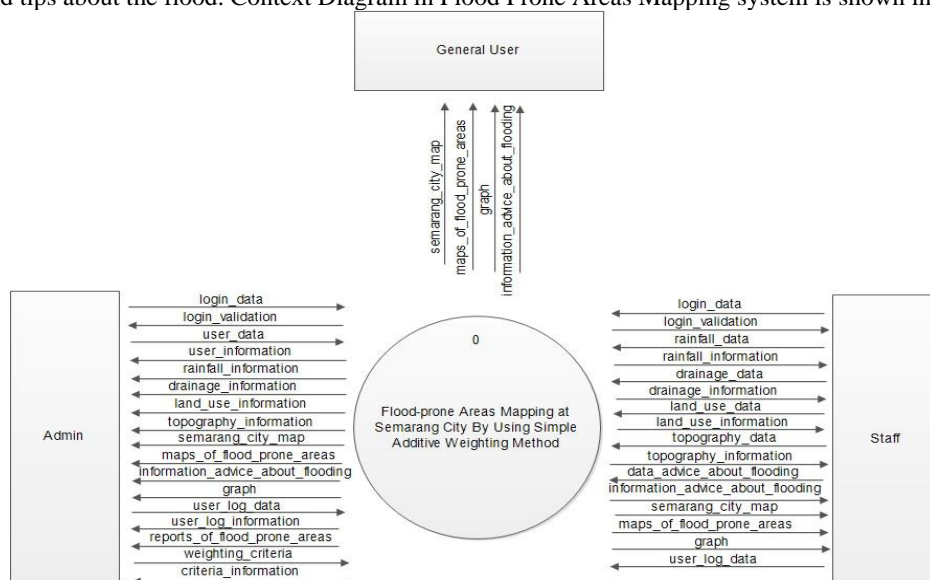 d tips about the flood. Context Diagram in Flood Prone Areas Mapping system is shown in
General User
semarang_city_map
maps_of_flood_prone_areas
graph
information_advice_about_flooding
Admin
login_data
login_validation
user_data
user_information
rainfall_information
drainage_information
land_use_information
topography_information
semarang_city_map
maps_of_flood_prone_areas
information_advice_about_flooding
graph
user_log_data
user_log_information
reports_of_flood_prone_areas
weighting_criteria
criteria_information
0
Flood-prone Areas Mapping at
Semarang City By Using Simple
Additive Weighting Method
login_data
login_validation
rainfall_data
rainfall_information
drainage_data
drainage_information
land_use_data
land_use_information
topography_data
topography_information
data_advice_about_flooding
information_advice_about_flooding
semarang_city_map
maps_of_flood_prone_areas
graph
user_log_data
Staff